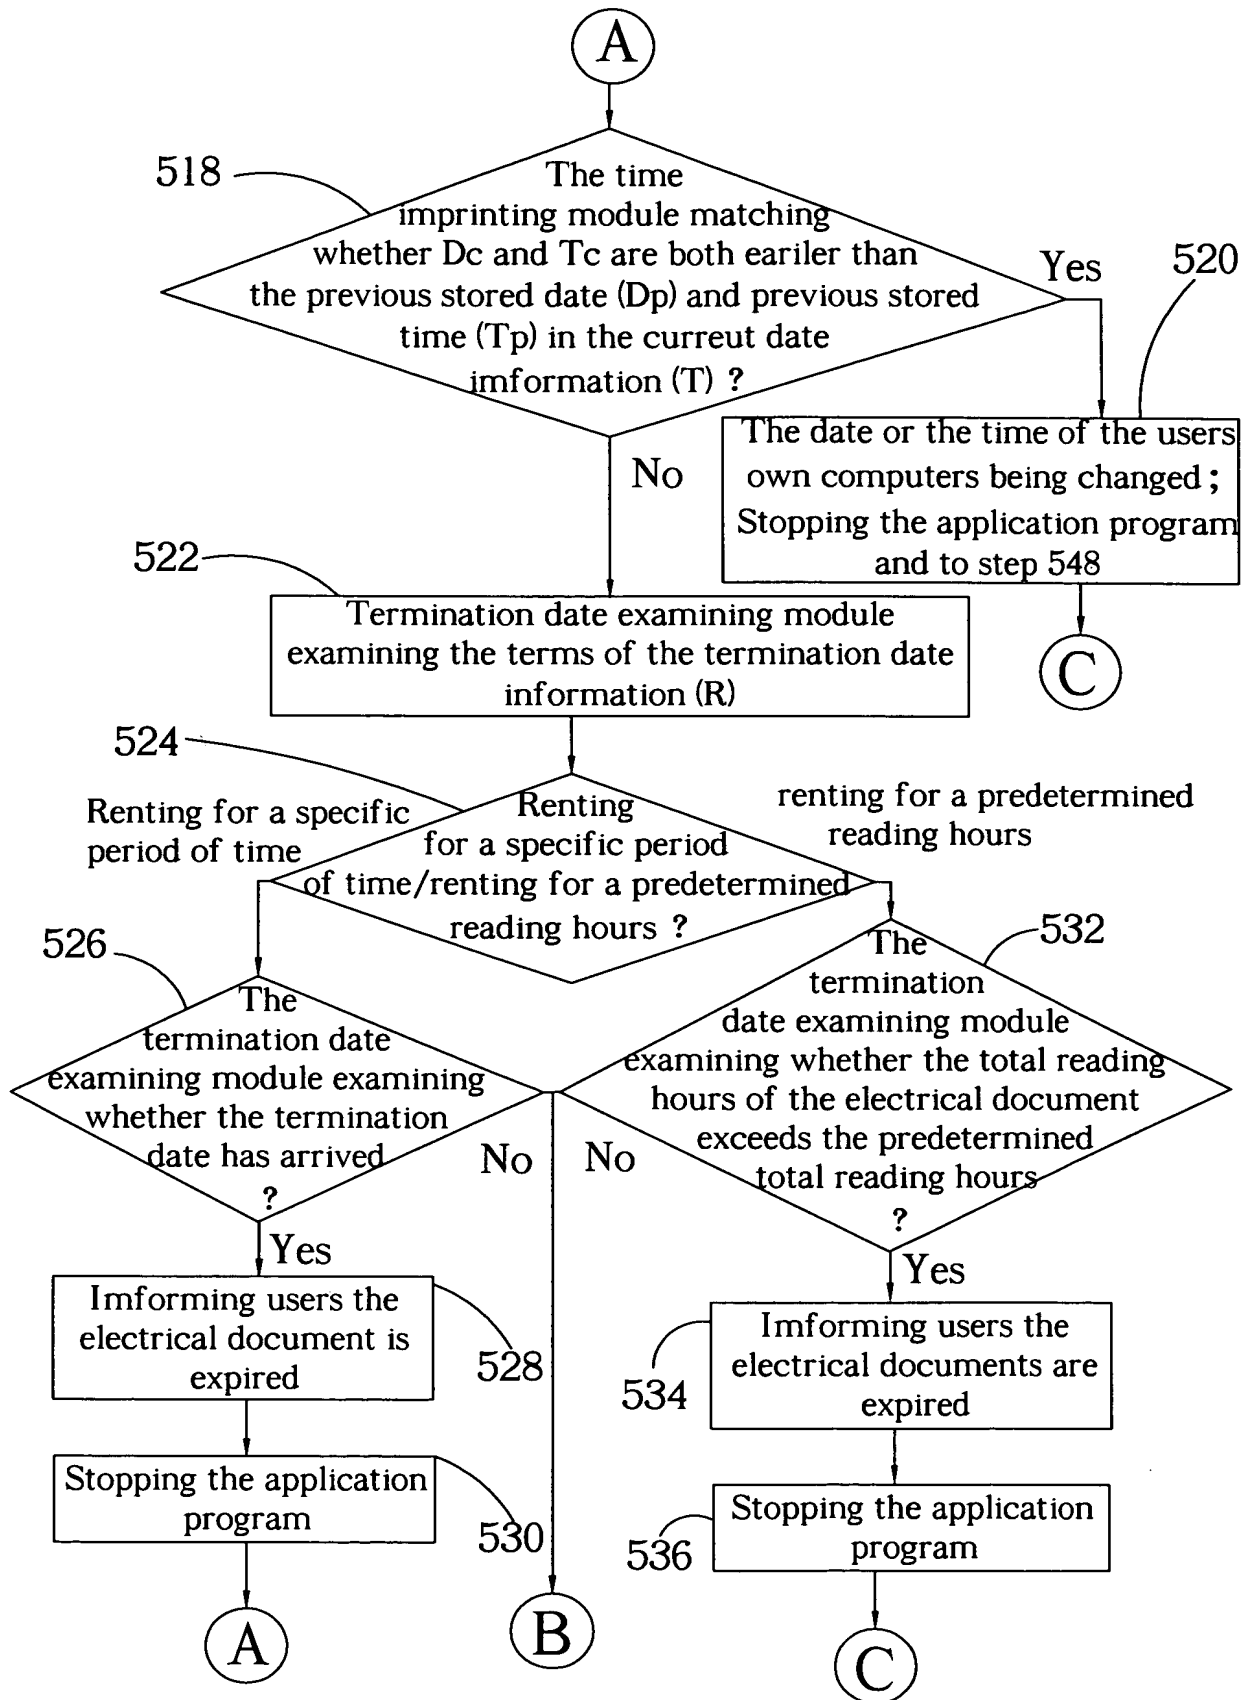 A
518
The time
imprinting module matching
whether Dc and Tc are both eariler than
the previous stored date (Dp) and previous stored
time (Tp) in the curreut date
imformation (T) ?
Yes
520
No
The date or the time of the users
own computers being changed ;
Stopping the application program
and to step 548
C
522
Termination date examining module
examining the terms of the termination date
information (R)
524
Renting for a specific
period of time
Renting
for a specific period
of time/renting for a predetermined
reading hours ?
renting for a predetermined
reading hours
526
The
termination date
examining module examining
whether the termination
date has arrived
?
No
Yes
532
The
termination
date examining module
examining whether the total reading
hours of the electrical document
exceeds the predetermined
total reading hours
?
No
Yes
Imforming users the
electrical document is
expired
528
Stopping the application
program
530
A
B
534
Imforming users the
electrical documents are
expired
536
Stopping the application
program
C